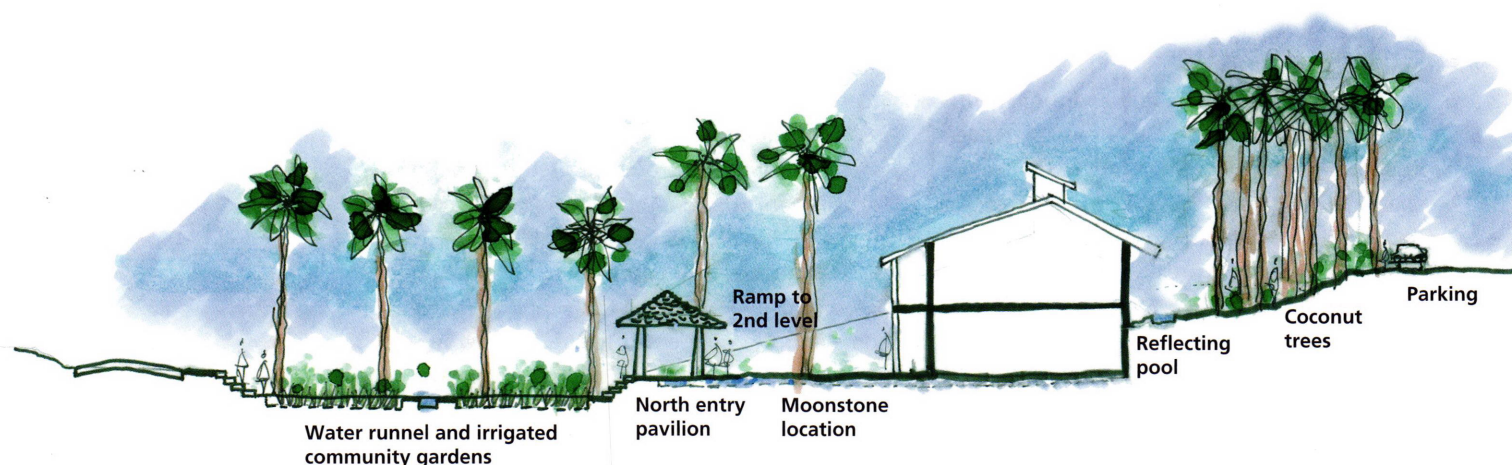 Ramp to
2nd level
Parking
Coconut
trees
Reflecting
pool
North entry
pavilion
Moonstone
location
Water runnel and irrigated
community gardens